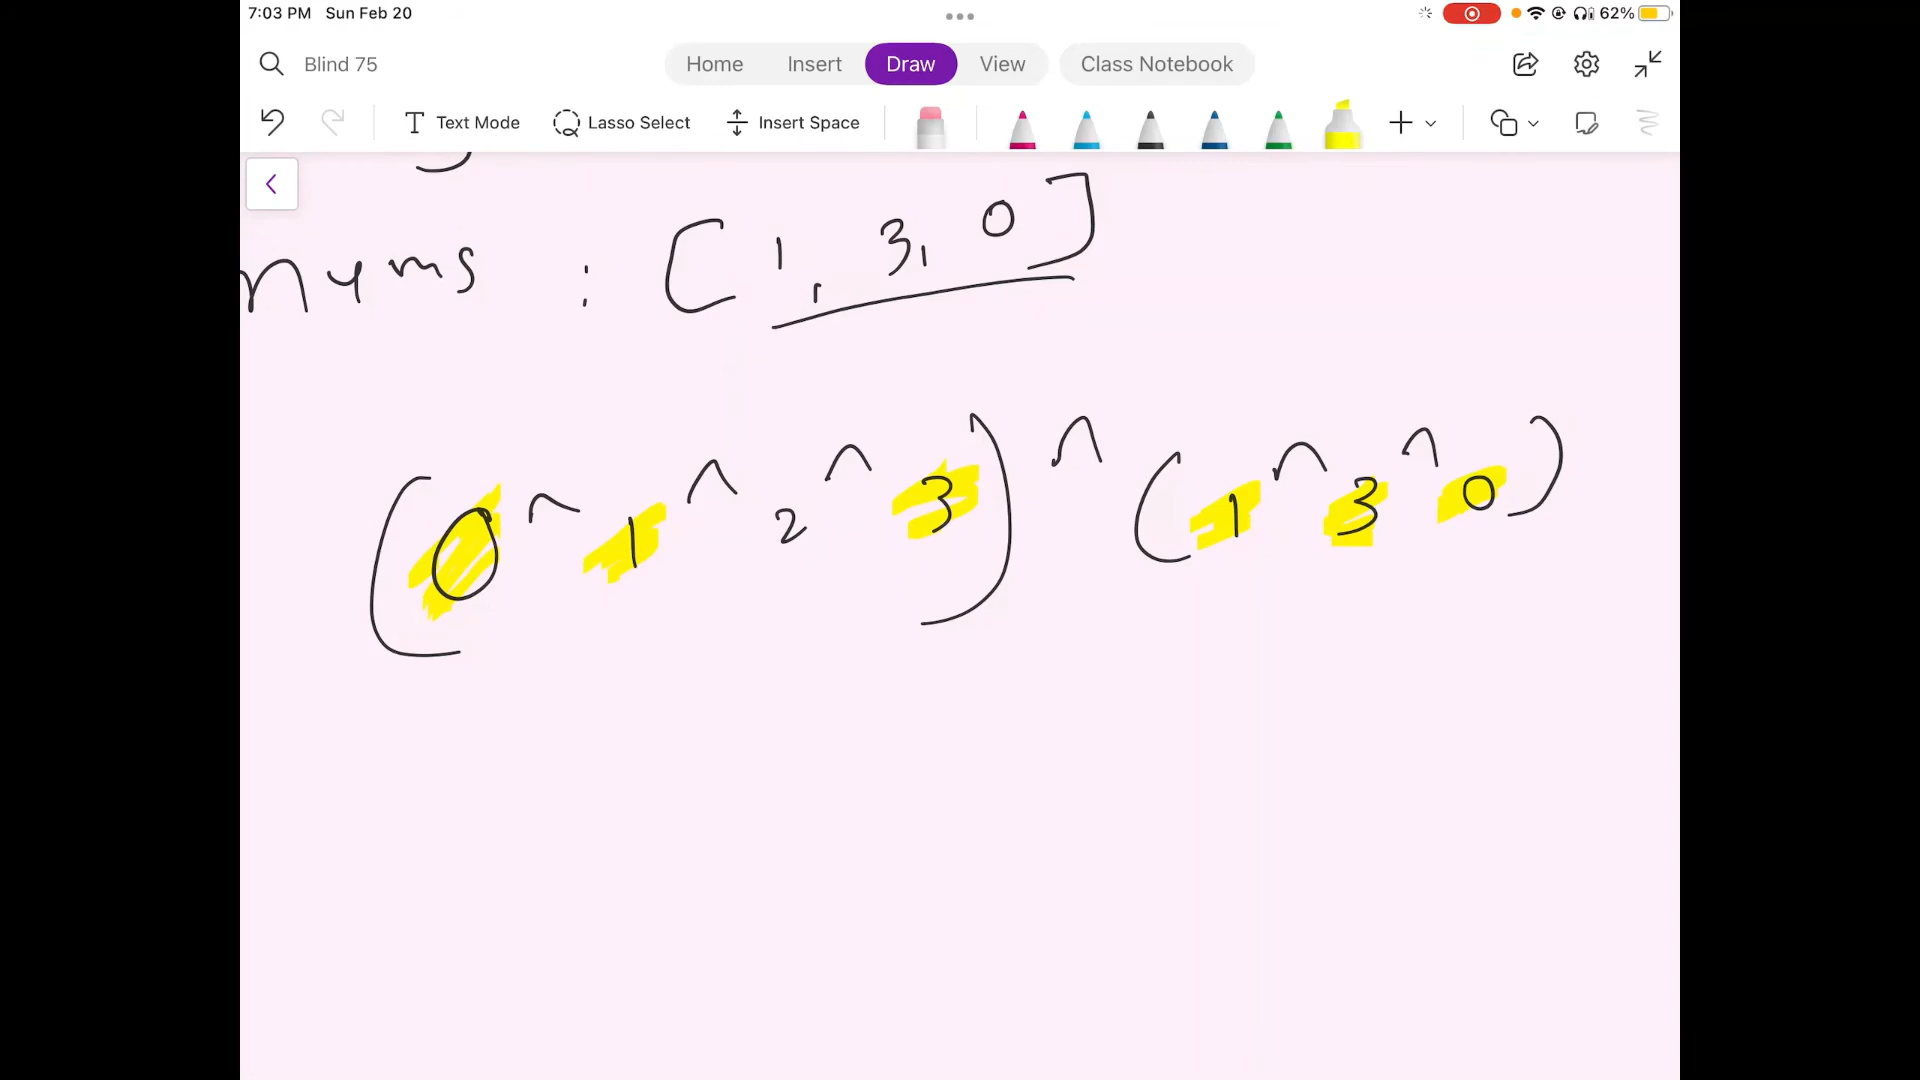 7:03 PM Sun Feb 20 62%
Blind 75 Home Insert Draw View Class Notebook
Text Mode Lasso Select Insert Space
nums : [1, 3, 0]
(0 ^ 1 ^ 2 ^ 3) ^ (1 ^ 3 ^ 0)